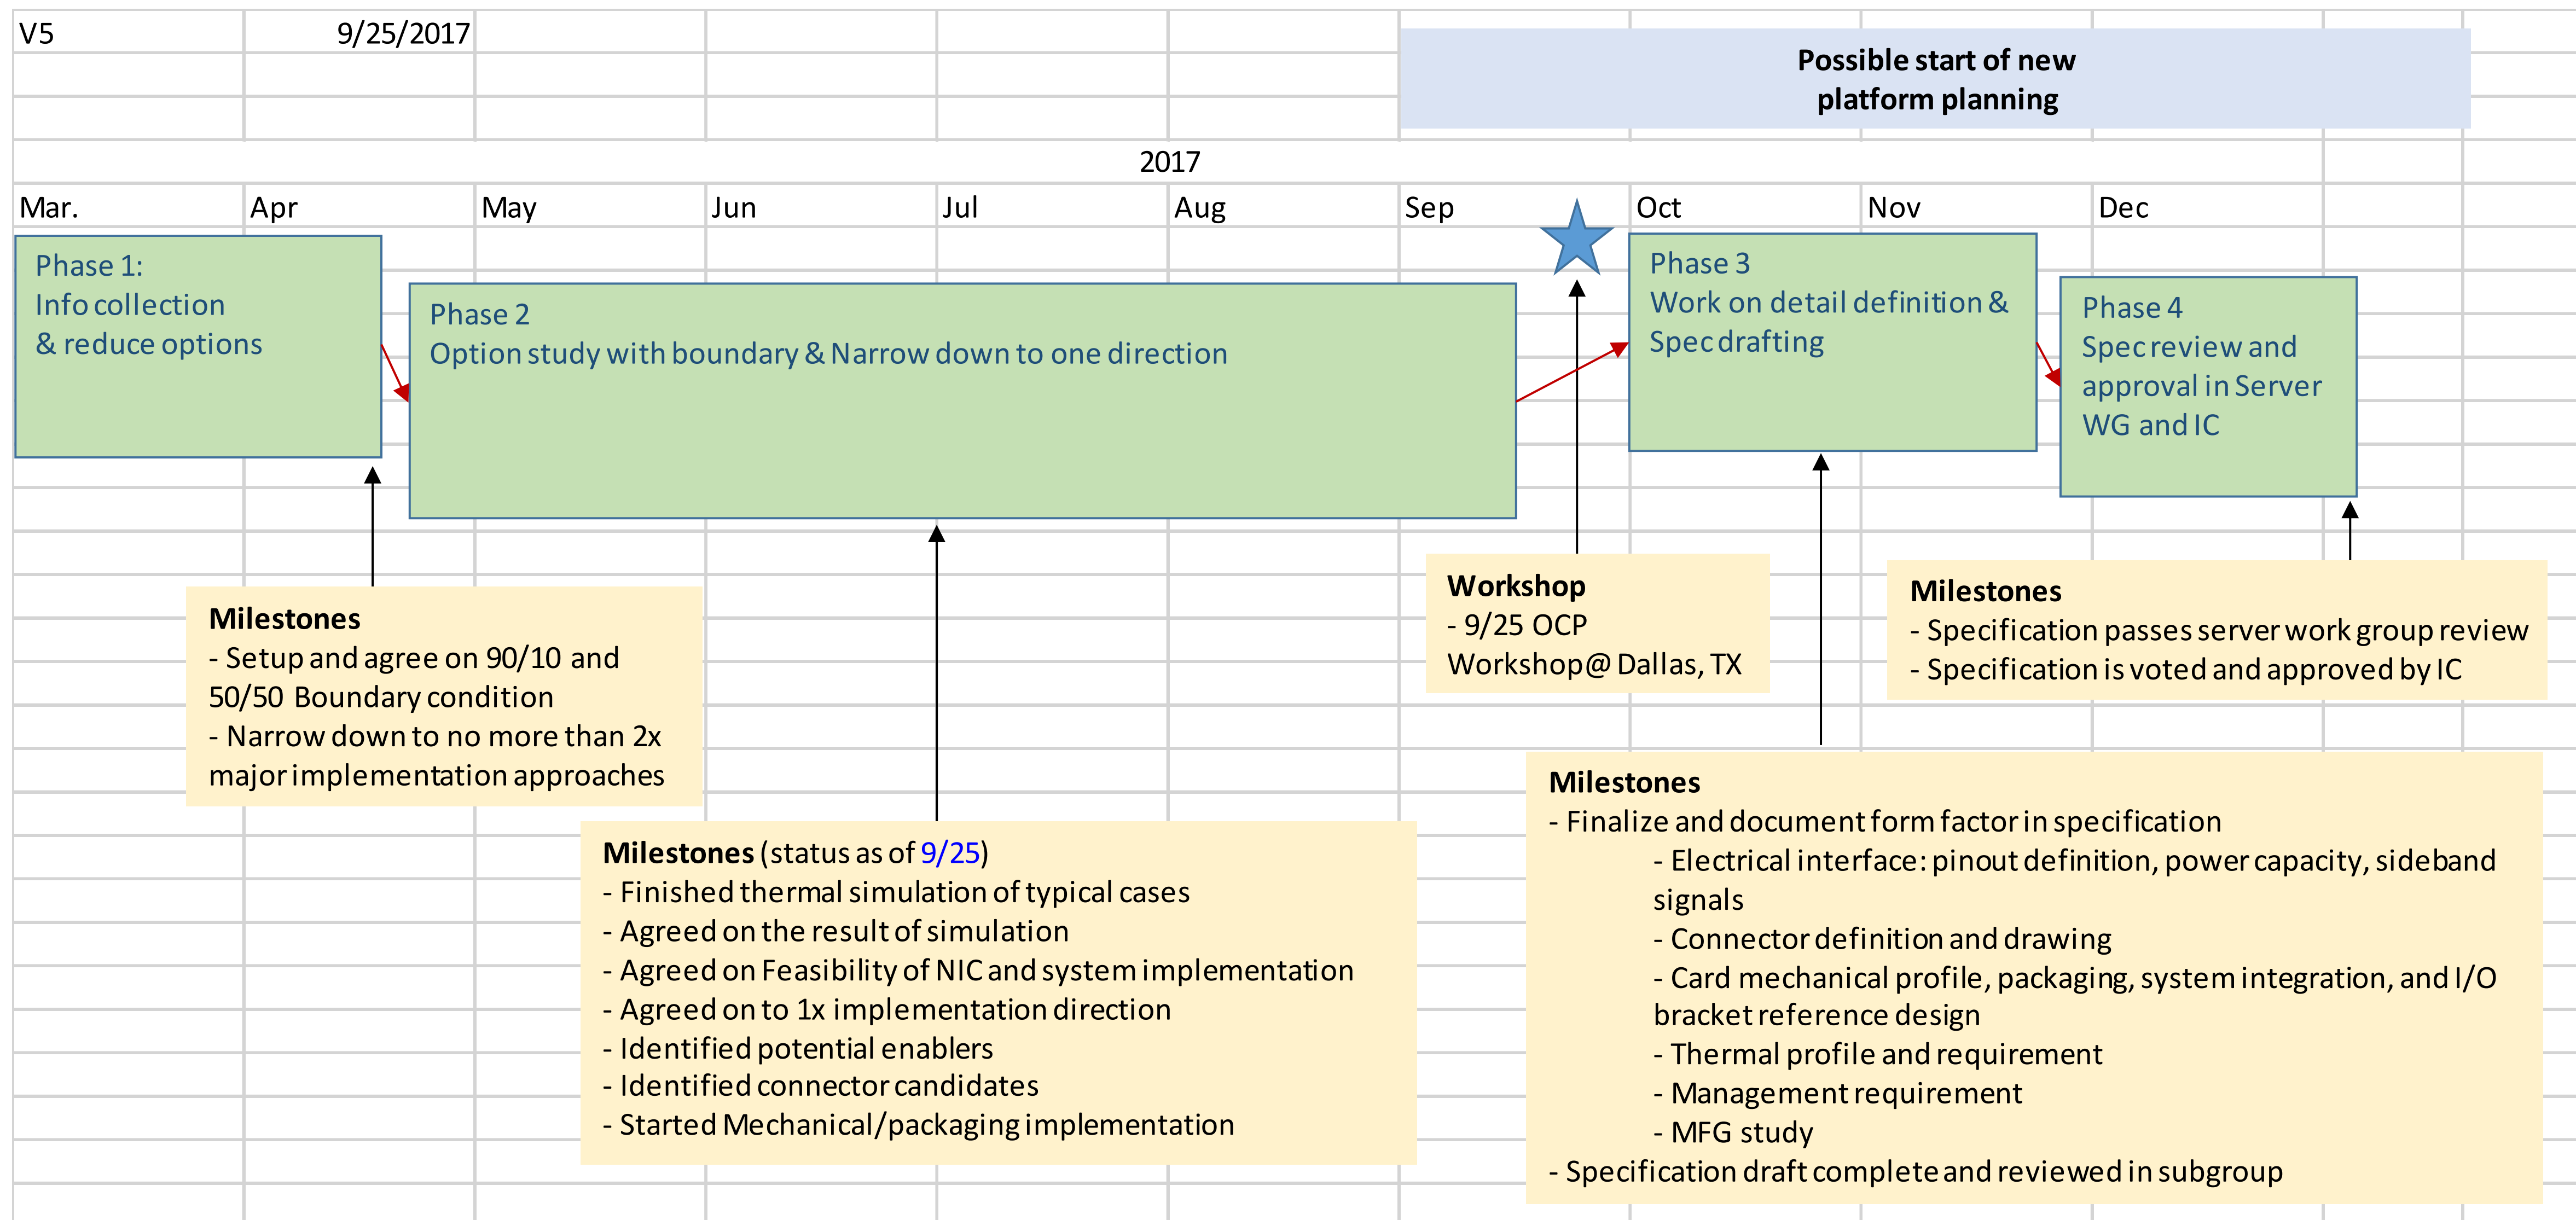 V5 9/25/2017
Possible start of new
platform planning
2017
Mar. Apr May Jun Jul Aug Sep Oct Nov Dec
Phase 1:
Info collection
& reduce options
Phase 2
Option study with boundary & Narrow down to one direction
Phase 3
Work on detail definition &
Spec drafting
Phase 4
Spec review and
approval in Server
WG and IC
Milestones
- Setup and agree on 90/10 and
50/50 Boundary condition
- Narrow down to no more than 2x
major implementation approaches
Milestones (status as of 9/25)
- Finished thermal simulation of typical cases
- Agreed on the result of simulation
- Agreed on Feasibility of NIC and system implementation
- Agreed on to 1x implementation direction
- Identified potential enablers
- Identified connector candidates
- Started Mechanical/packaging implementation
Workshop
- 9/25 OCP
Workshop@ Dallas, TX
Milestones
- Finalize and document form factor in specification
- Electrical interface: pinout definition, power capacity, sideband
signals
- Connector definition and drawing
- Card mechanical profile, packaging, system integration, and I/O
bracket reference design
- Thermal profile and requirement
- Management requirement
- MFG study
- Specification draft complete and reviewed in subgroup
Milestones
- Specification passes server work group review
- Specification is voted and approved by IC